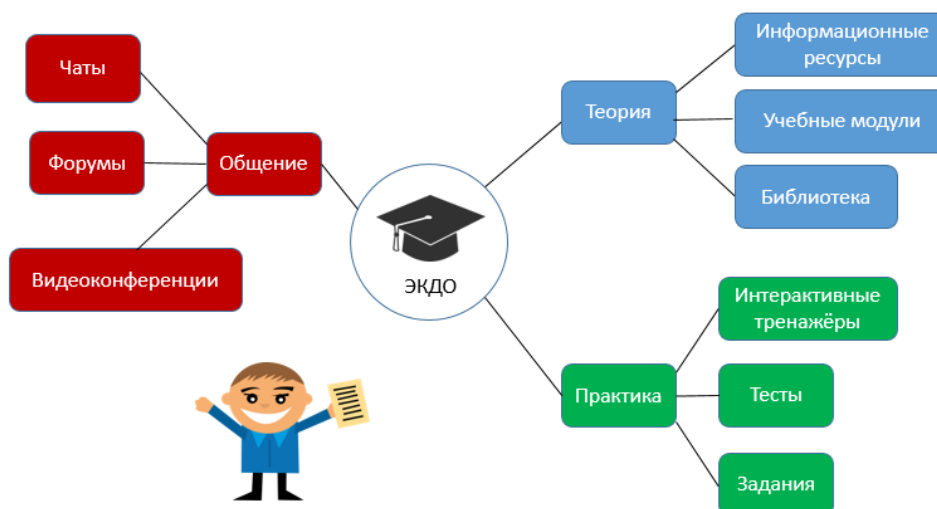 Чаты
Форумы
Общение
Видеоконференции
ЭКДО
Теория
Информационные
ресурсы
Учебные модули
Библиотека
Практика
Интерактивные
тренажёры
Тесты
Задания